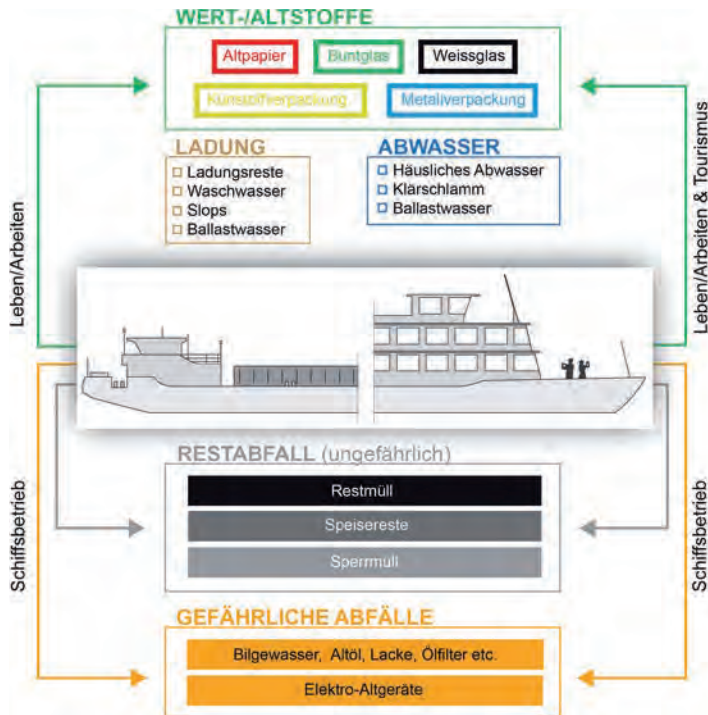 WERT-/ALTSTOFFE
Altpapier
Buntglas
Weissglas
Kunstoffverpackung
Metallverpackung
LADUNG
Ladungsreste
Waschwasser
Slops
Ballastwasser
ABWASSER
Häusliches Abwasser
Klärschlamm
Ballastwasser
Leben/Arbeiten
Leben/Arbeiten & Tourismus
RESTABFALL (ungefährlich)
Restmüll
Speisereste
Sperrmüll
Schiffsbetrieb
Schiffsbetrieb
GEFÄHRLICHE ABFÄLLE
Bilgewasser, Altöl, Lacke, Ölfilter etc.
Elektro-Altgeräte